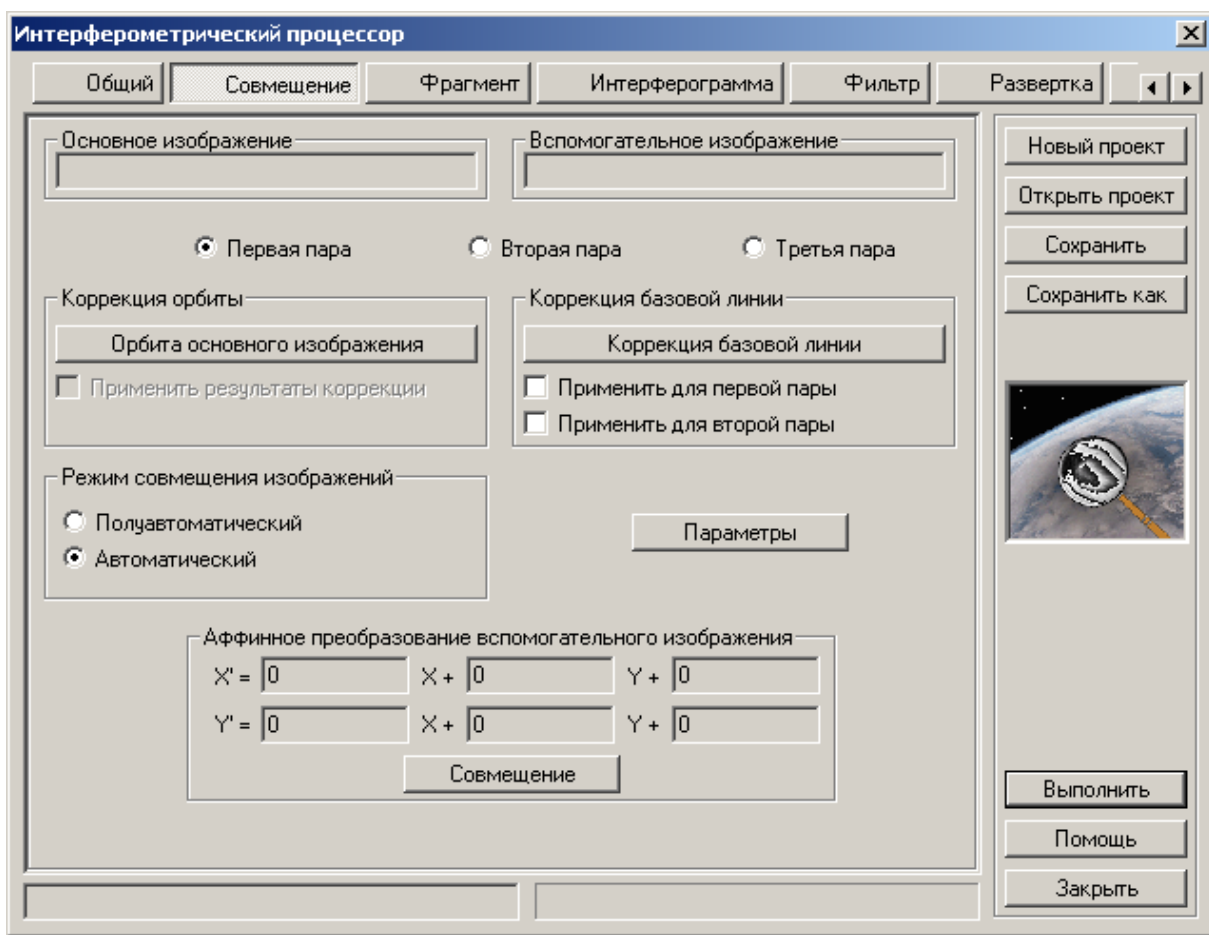 Интерферометрический процессор
Общий Совмещение Фрагмент Интерферограмма Фильтр Развертка
Основное изображение Вспомогательное изображение
Первая пара Вторая пара Третья пара
Коррекция орбиты Коррекция базовой линии
Орбита основного изображения Коррекция базовой линии
Применить результаты коррекции Применить для первой пары
Применить для второй пары
Режим совмещения изображений
Полуавтоматический
Автоматический
Параметры
Аффинное преобразование вспомогательного изображения
X' = 0 X + 0 Y + 0
Y' = 0 X + 0 Y + 0
Совмещение
Новый проект
Открыть проект
Сохранить
Сохранить как
Выполнить
Помощь
Закрыть